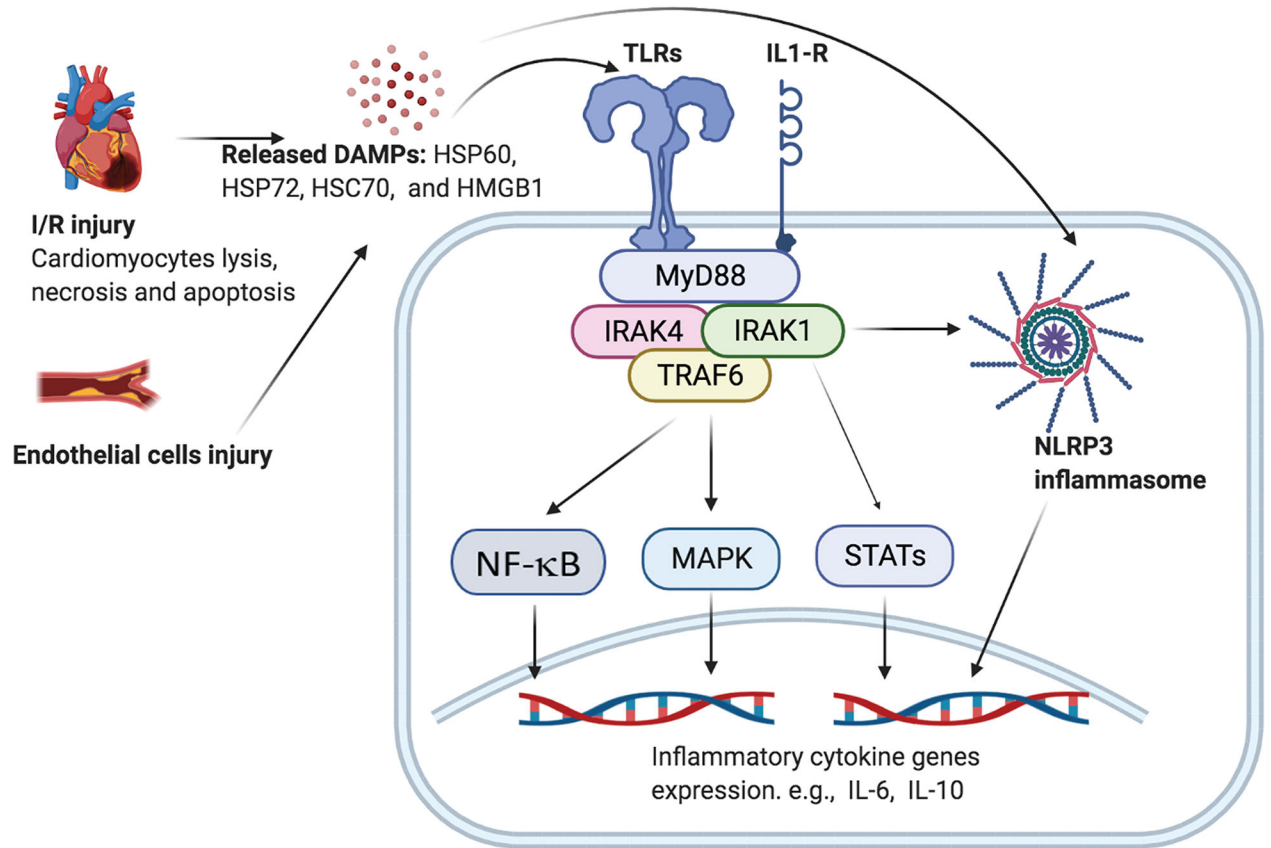 TLRs
IL1-R
Released DAMPs: HSP60,
HSP72, HSC70, and HMGB1
I/R injury
Cardiomyocytes lysis,
necrosis and apoptosis
Endothelial cells injury
MyD88
IRAK4
IRAK1
TRAF6
NLRP3
inflammasome
NF-κB
MAPK
STATs
Inflammatory cytokine genes
expression. e.g., IL-6, IL-10